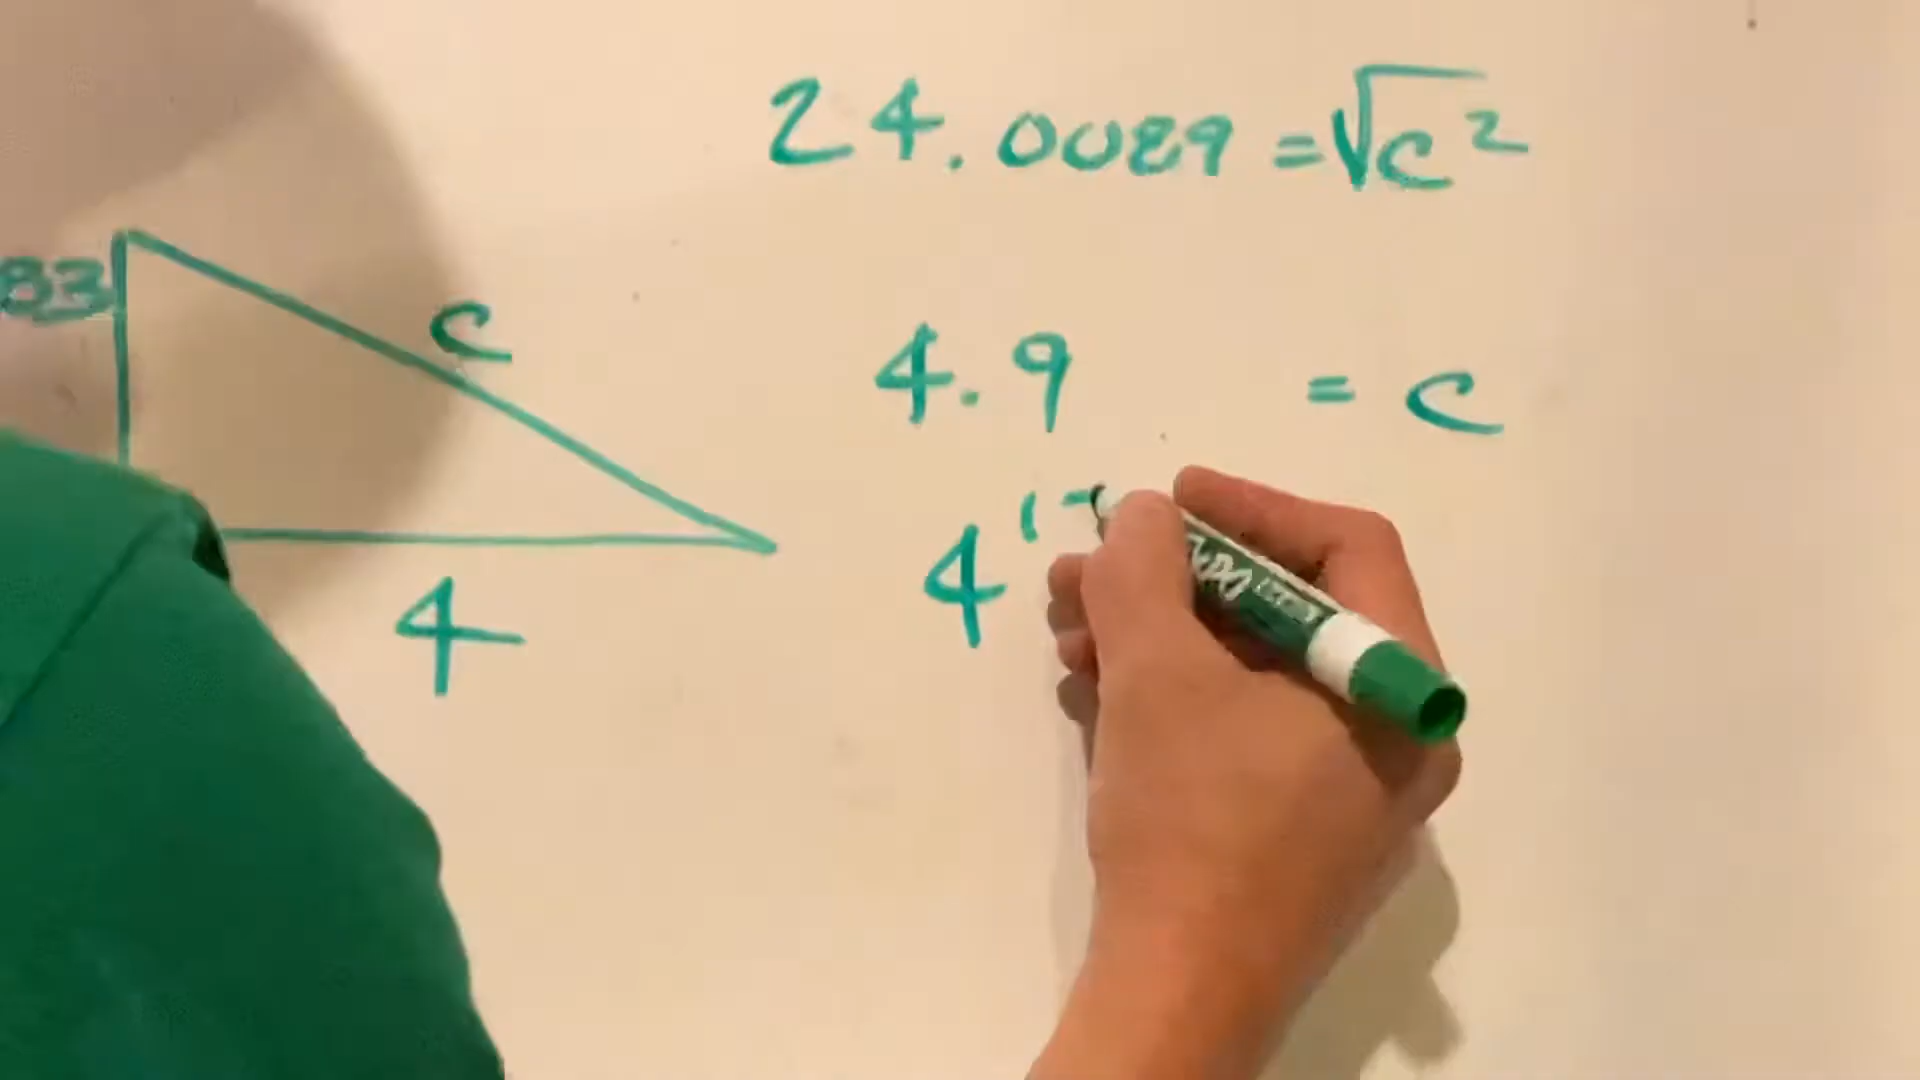 24.0089 = √c²
83
c
4.9 = c
4
4